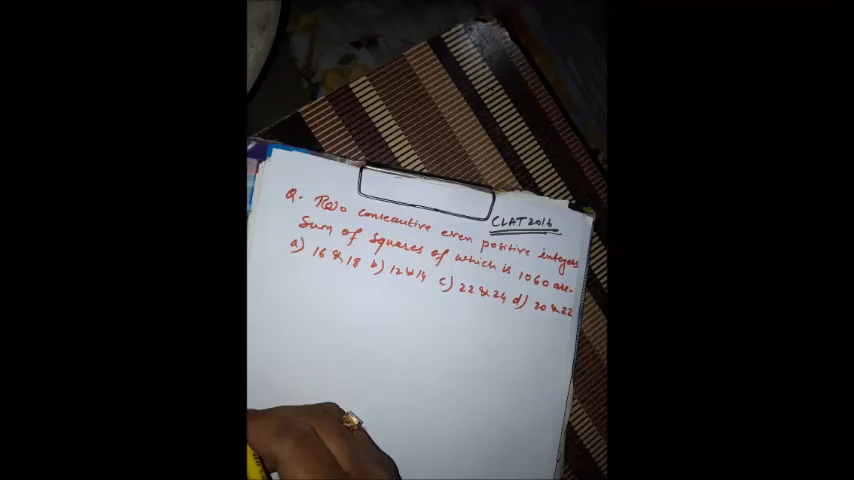 CLAT 2016
Q. Two consecutive even positive integers
Sum of squares of which is 1060 are-
a) 16 & 18 b) 12 & 14 c) 22 & 24 d) 20 & 22